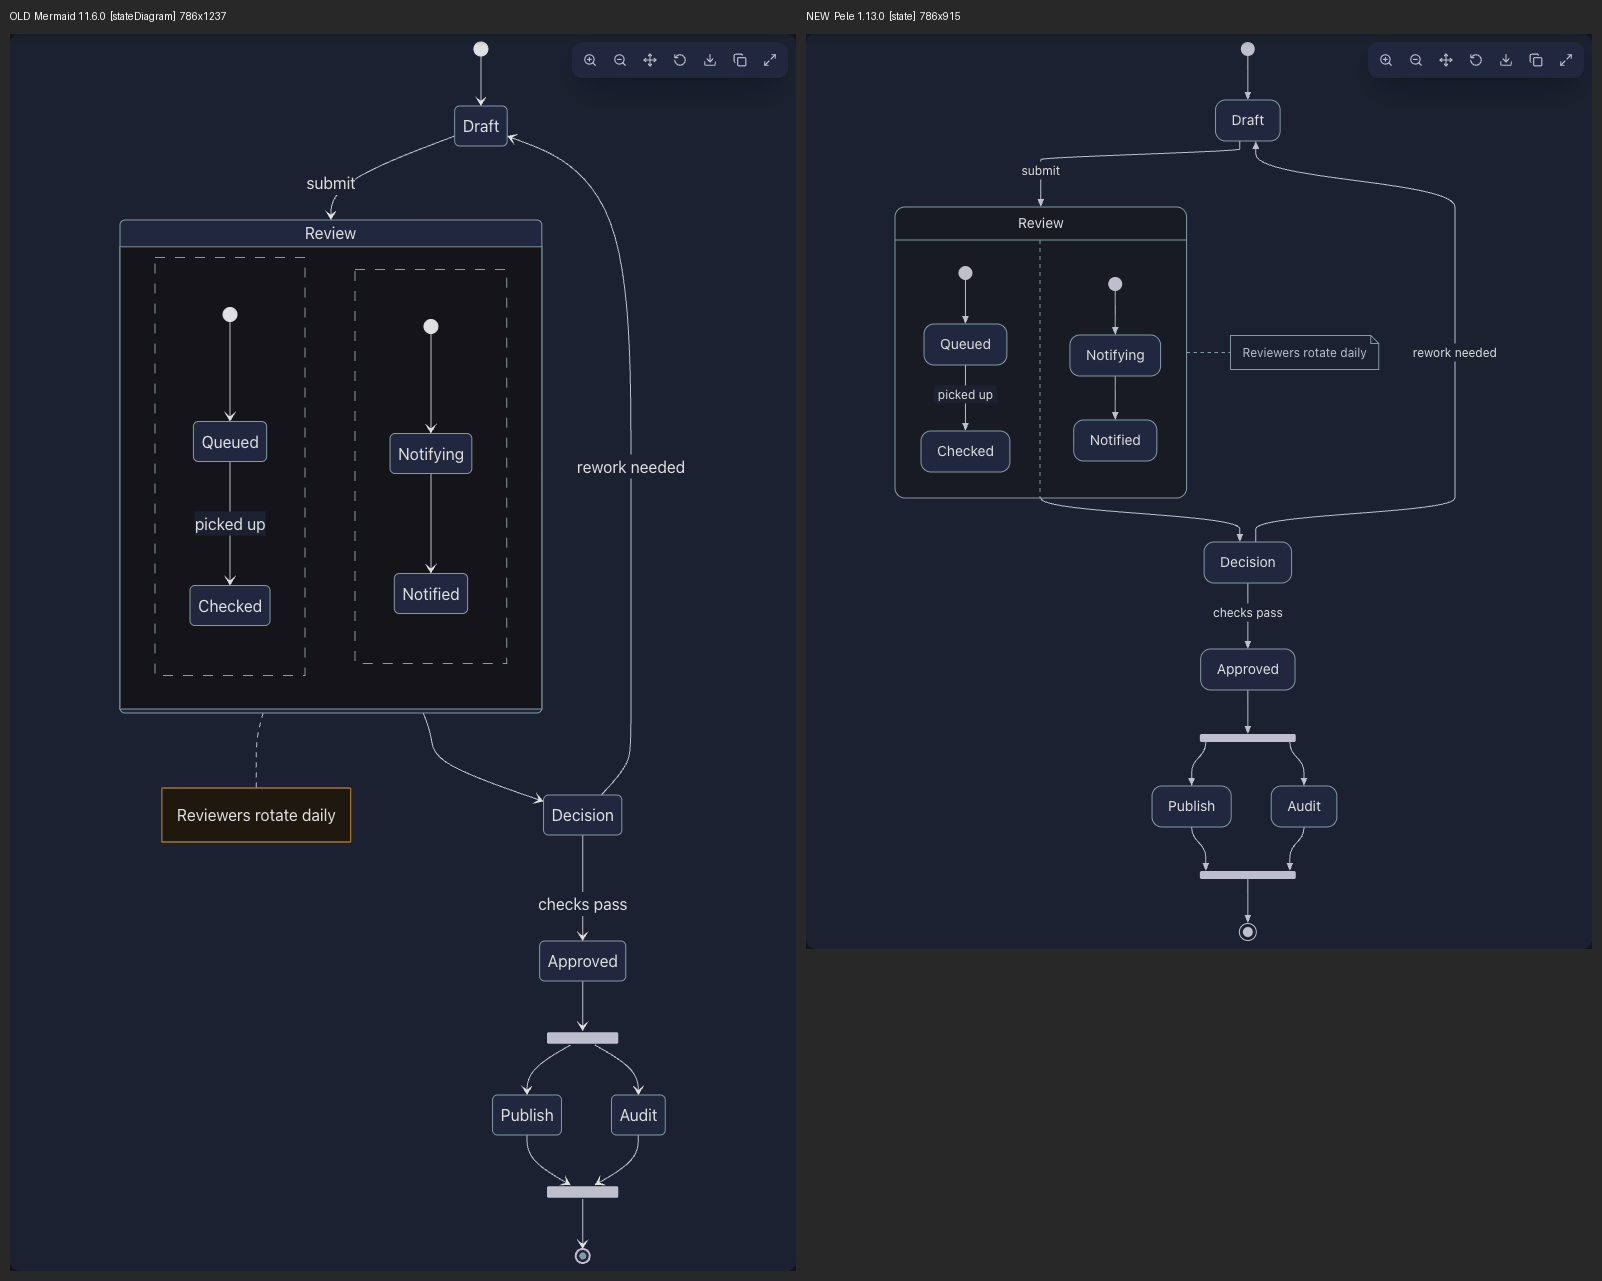 OLD Mermaid 11.6.0 [stateDiagram] 786x1237
Draft
submit
Review
Queued
Notifying
rework needed
picked up
Notified
Checked
Reviewers rotate daily
Decision
checks pass
Approved
Publish
Audit
NEW Pele 1.13.0 [state] 786x915
Draft
submit
Review
Queued
Notifying
Reviewers rotate daily
rework needed
picked up
Notified
Checked
Decision
checks pass
Approved
Publish
Audit